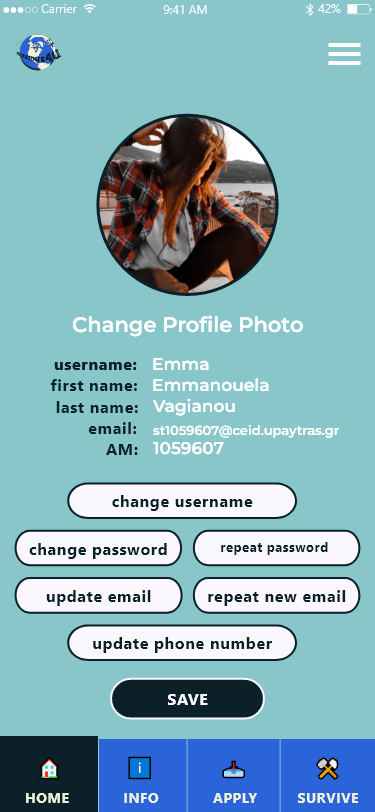 Carrier 9:41 AM 42%
Change Profile Photo
username: Emma
first name: Emmanouela
last name: Vagianou
email: st1059607@ceid.upaytras.gr
AM: 1059607
change username
change password repeat password
update email repeat new email
update phone number
SAVE
i
HOME INFO APPLY SURVIVE